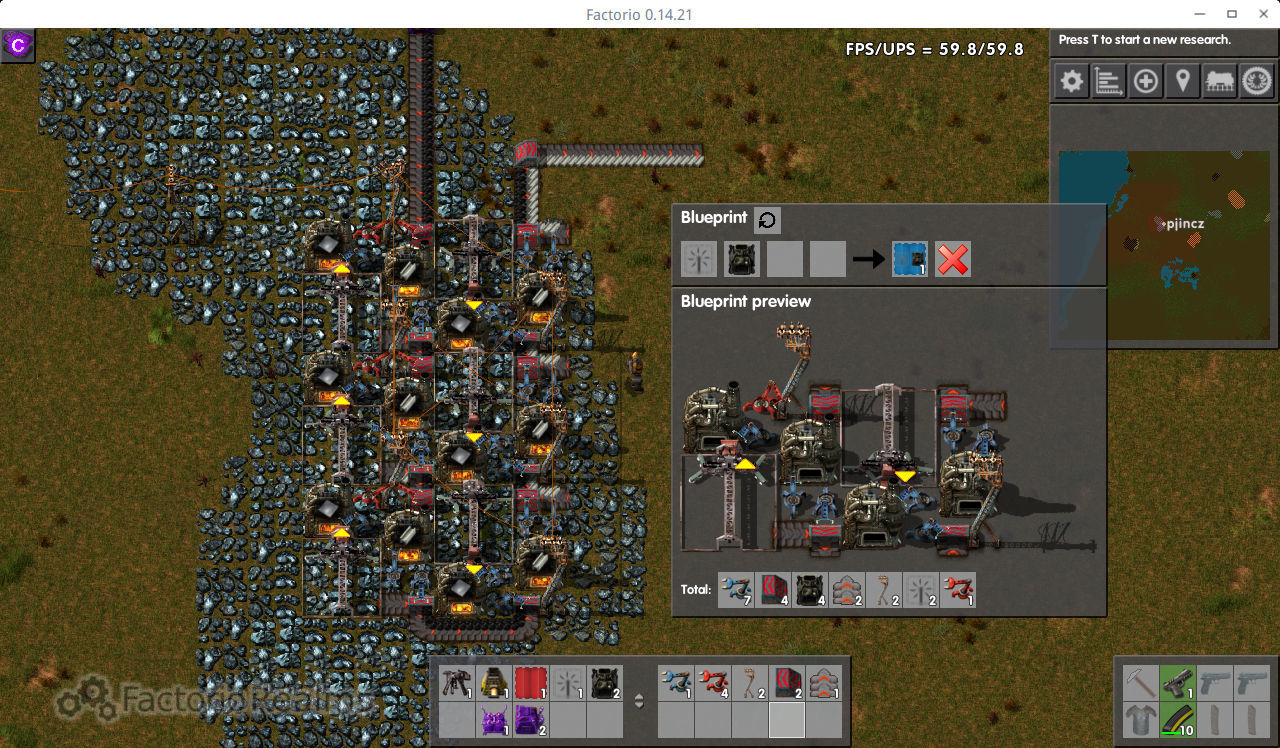 Factorio 0.14.21
C
FPS/UPS = 59.8/59.8
Press T to start a new research.
pjincz
Blueprint
1
Blueprint preview
Total:
7
4
4
2
2
2
1
1
1
1
1
2
1
4
2
2
1
1
2
1
10